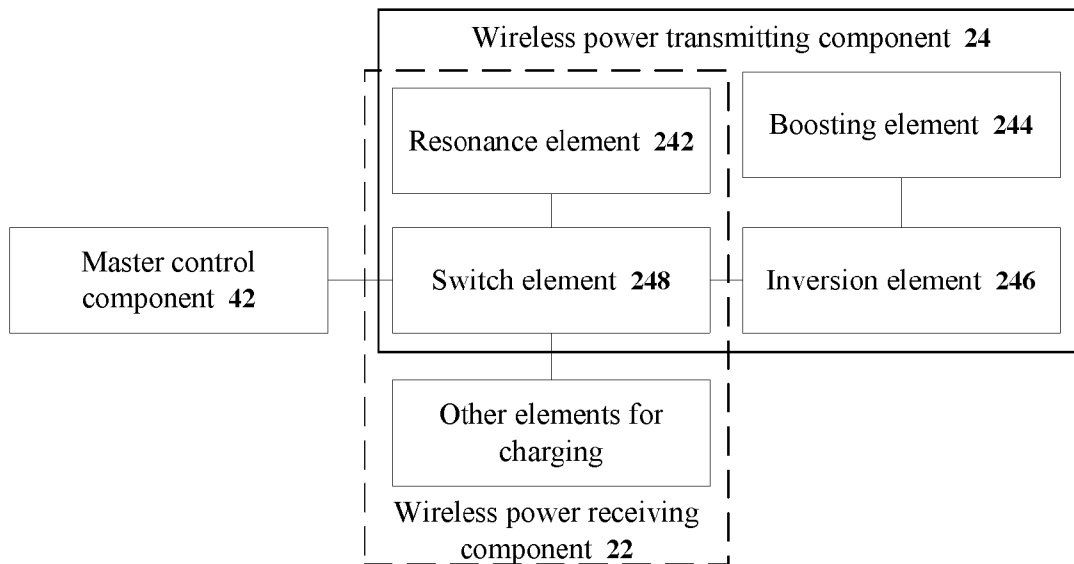 Wireless power transmitting component 24
Resonance element 242
Boosting element 244
Master control
component 42
Switch element 248
Inversion element 246
Other elements for
charging
Wireless power receiving
component 22